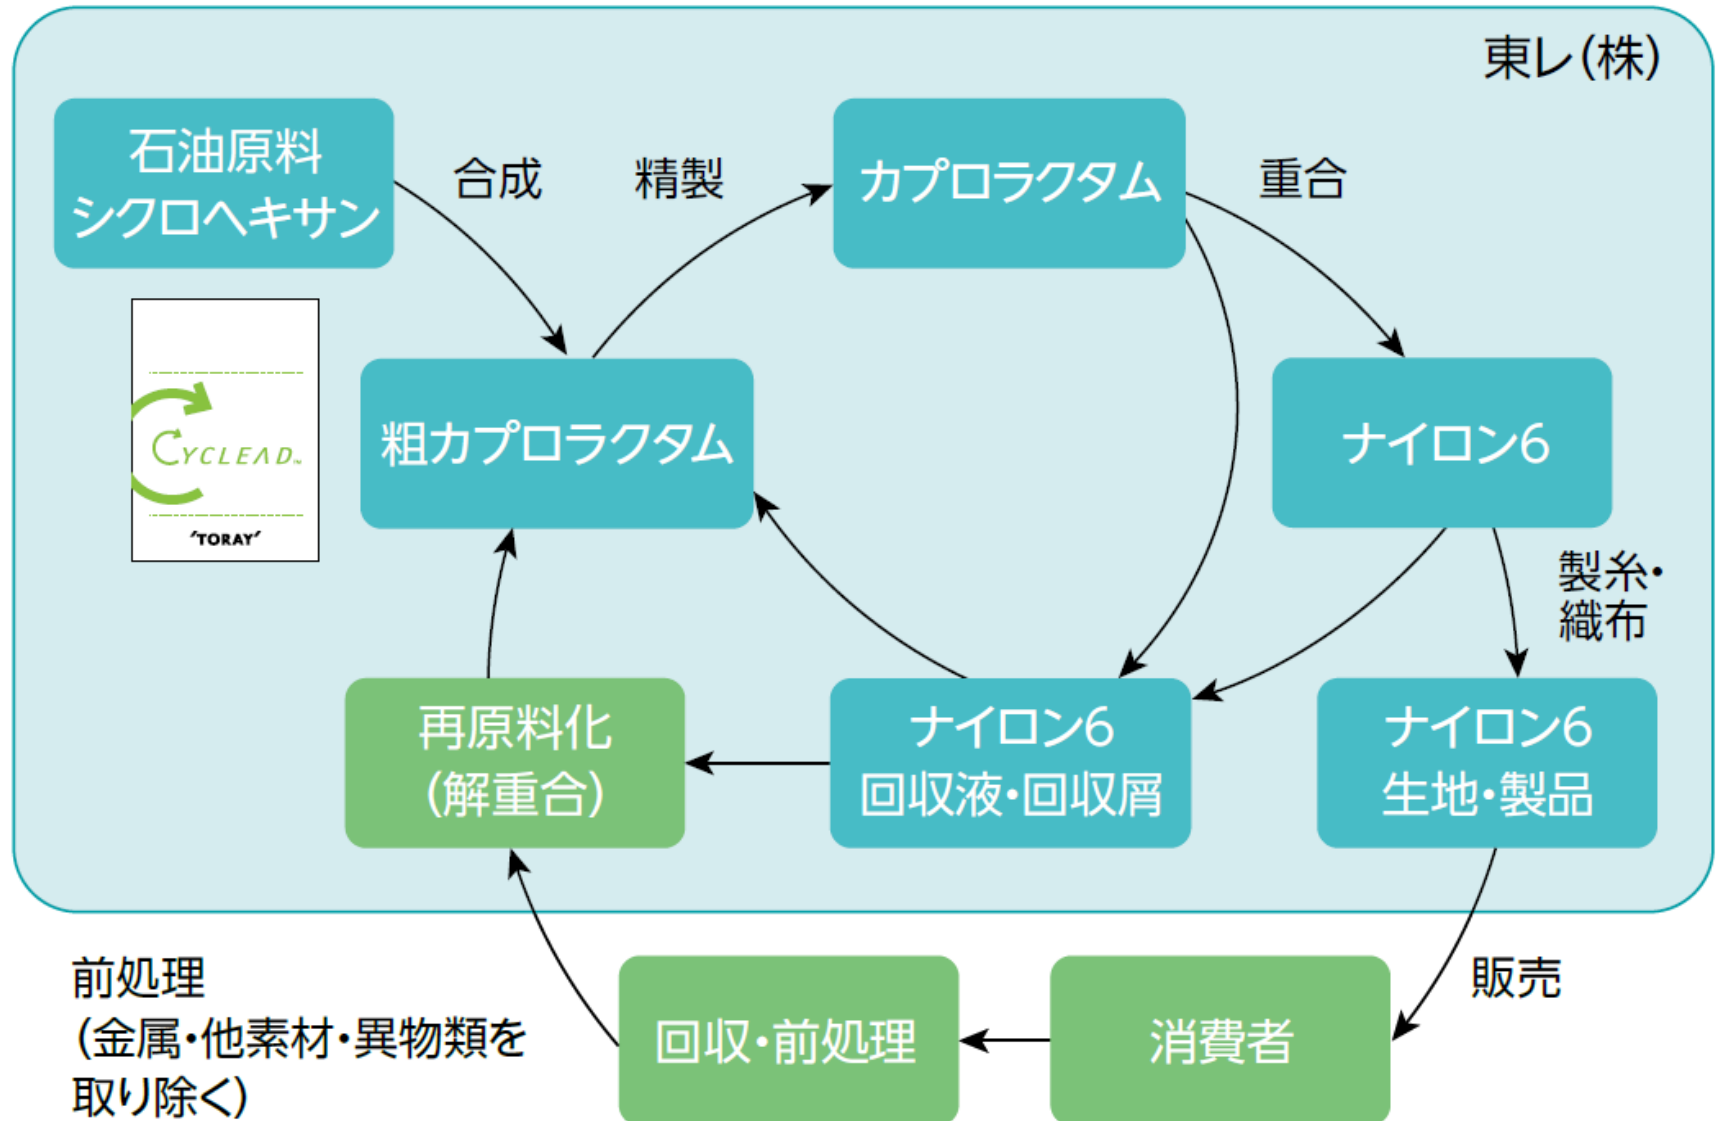 東レ(株)
石油原料
シクロヘキサン
合成
精製
カプロラクタム
重合
CYCLEAD™
'TORAY'
粗カプロラクタム
ナイロン6
製糸・
織布
再原料化
(解重合)
ナイロン6
回収液・回収屑
ナイロン6
生地・製品
前処理
(金属・他素材・異物類を
取り除く)
回収・前処理
消費者
販売